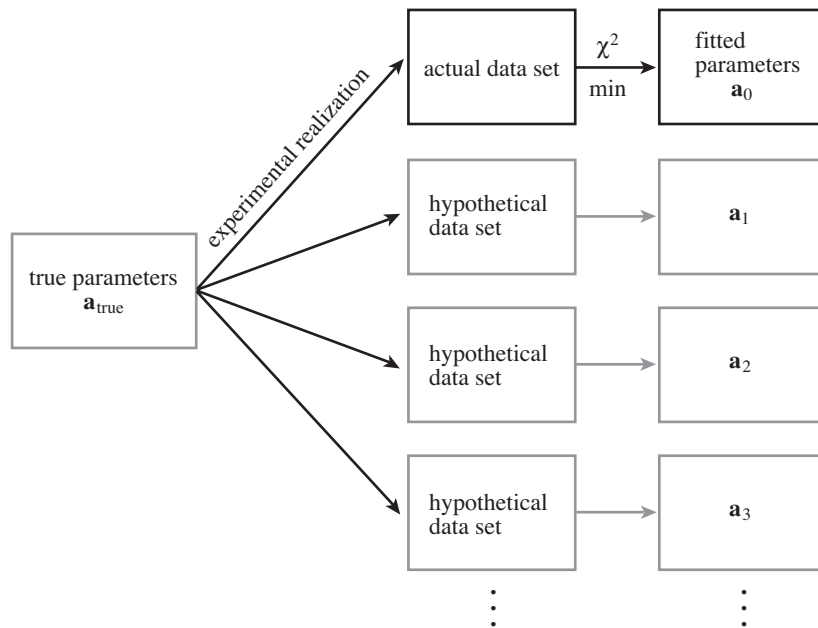 actual data set
χ²
min
fitted
parameters
a₀
experimental realization
hypothetical
data set
a₁
true parameters
a_true
hypothetical
data set
a₂
hypothetical
data set
a₃